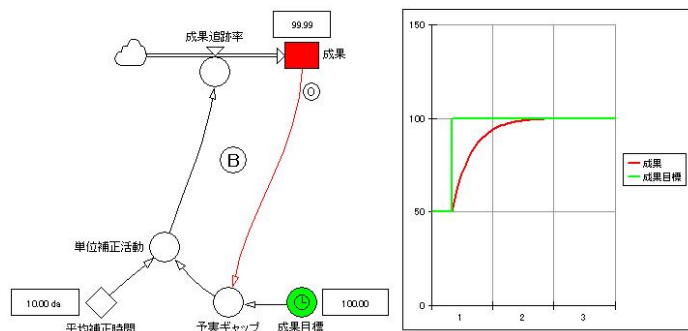 99.99
成果追跡率
成果
O
B
単位補正活動
10.00 da
平均補正時間
予実ギャップ
成果目標
100.00
150
100
50
0
1 2 3
成果
成果目標